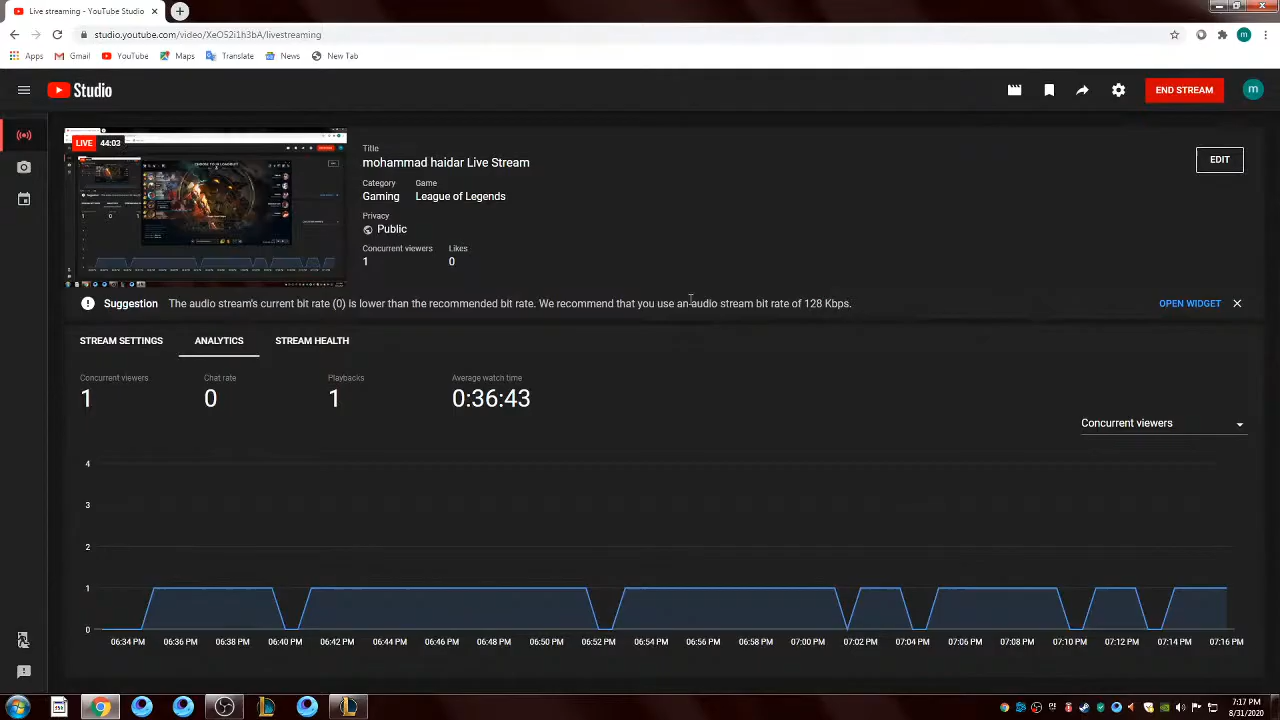 Live streaming - YouTube Studio
studio.youtube.com/video/XeO52i1h3bA/livestreaming
Apps Gmail YouTube Maps Translate News New Tab
Studio
END STREAM
m
LIVE 44:02
Title
mohammad haidar Live Stream
EDIT
Category Game
Gaming League of Legends
Privacy
Public
Concurrent viewers Likes
1 0
Suggestion The audio stream's current bit rate (0) is lower than the recommended bit rate. We recommend that you use an audio stream bit rate of 128 Kbps. OPEN WIDGET
STREAM SETTINGS ANALYTICS STREAM HEALTH
Concurrent viewers Chat rate Playbacks Average watch time
1 0 1 0:36:43
Concurrent viewers
4
3
2
1
0
06:34 PM 06:36 PM 06:38 PM 06:40 PM 06:42 PM 06:44 PM 06:46 PM 06:48 PM 06:50 PM 06:52 PM 06:54 PM 06:56 PM 06:58 PM 07:00 PM 07:02 PM 07:04 PM 07:06 PM 07:08 PM 07:10 PM 07:12 PM 07:14 PM 07:16 PM
7:17 PM
8/31/2020